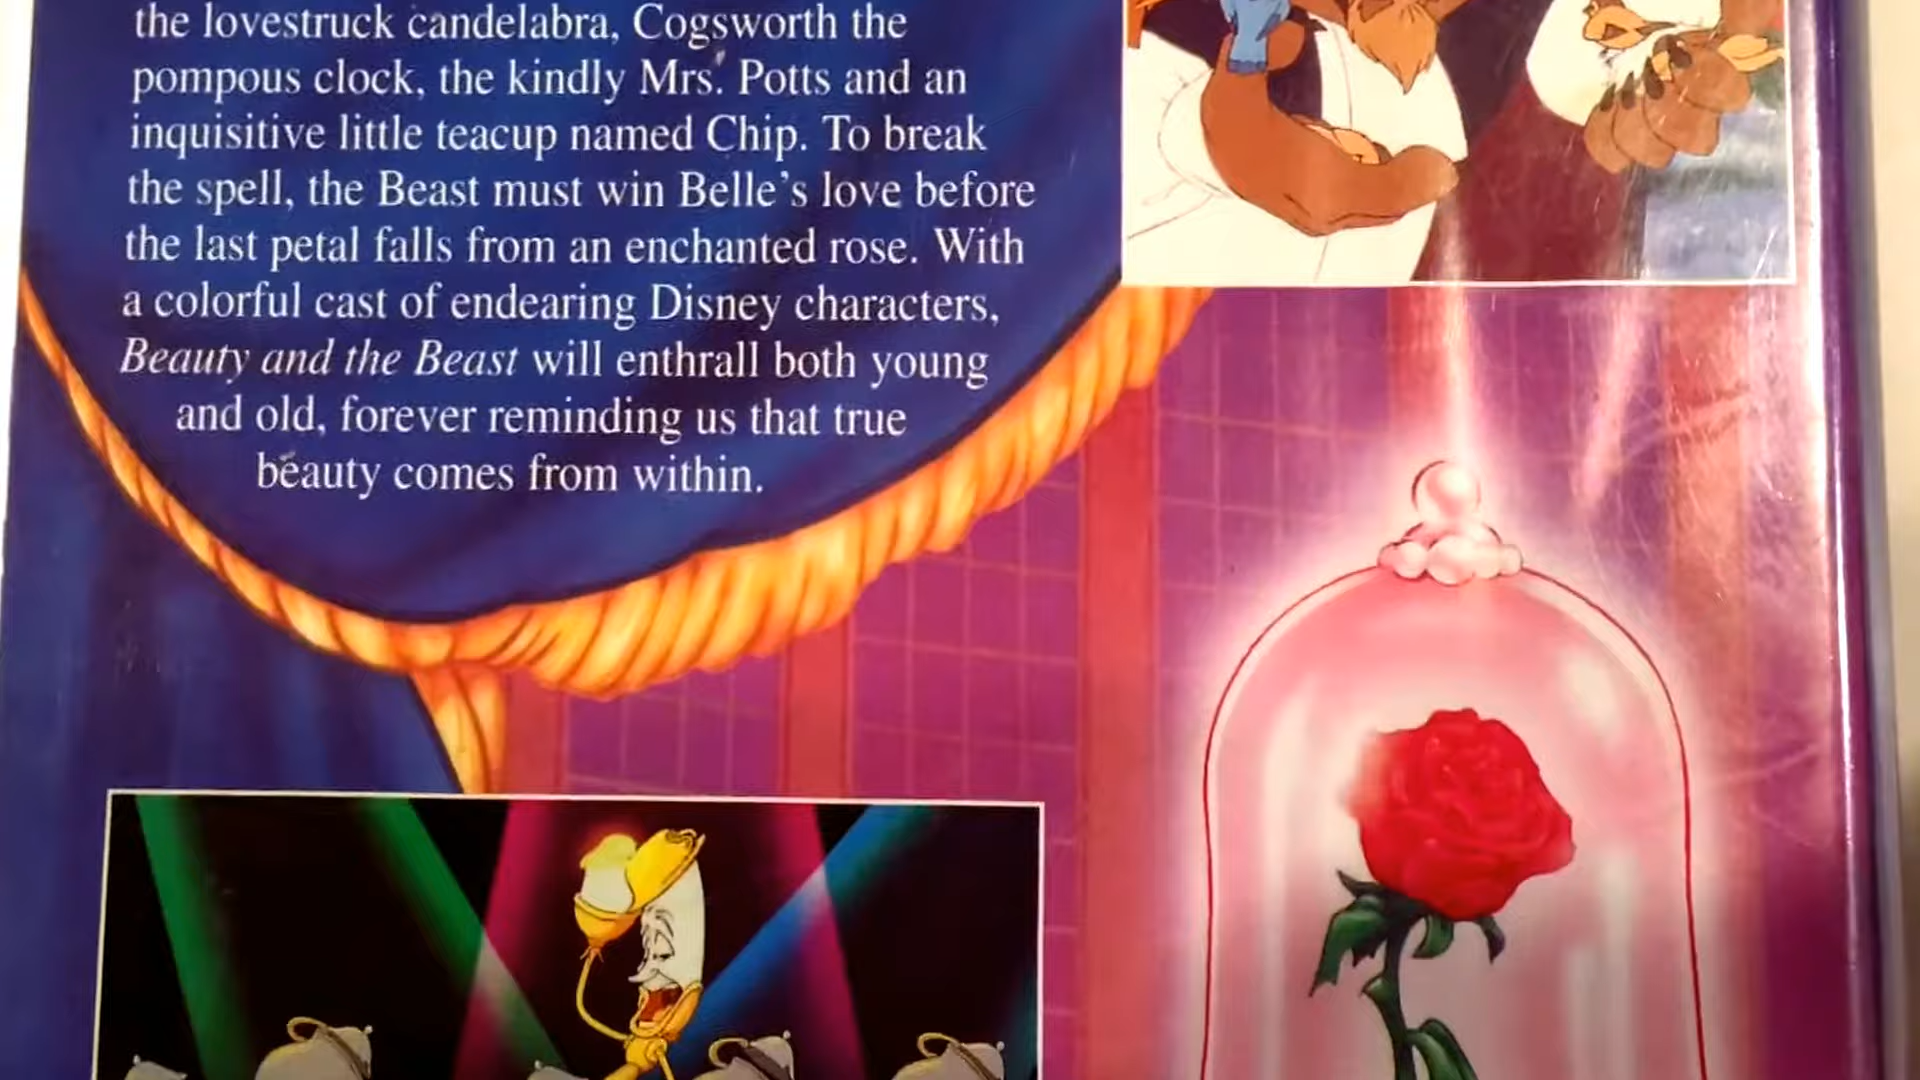 the lovestruck candelabra, Cogsworth the
pompous clock, the kindly Mrs. Potts and an
inquisitive little teacup named Chip. To break
the spell, the Beast must win Belle's love before
the last petal falls from an enchanted rose. With
a colorful cast of endearing Disney characters,
Beauty and the Beast will enthrall both young
and old, forever reminding us that true
beauty comes from within.